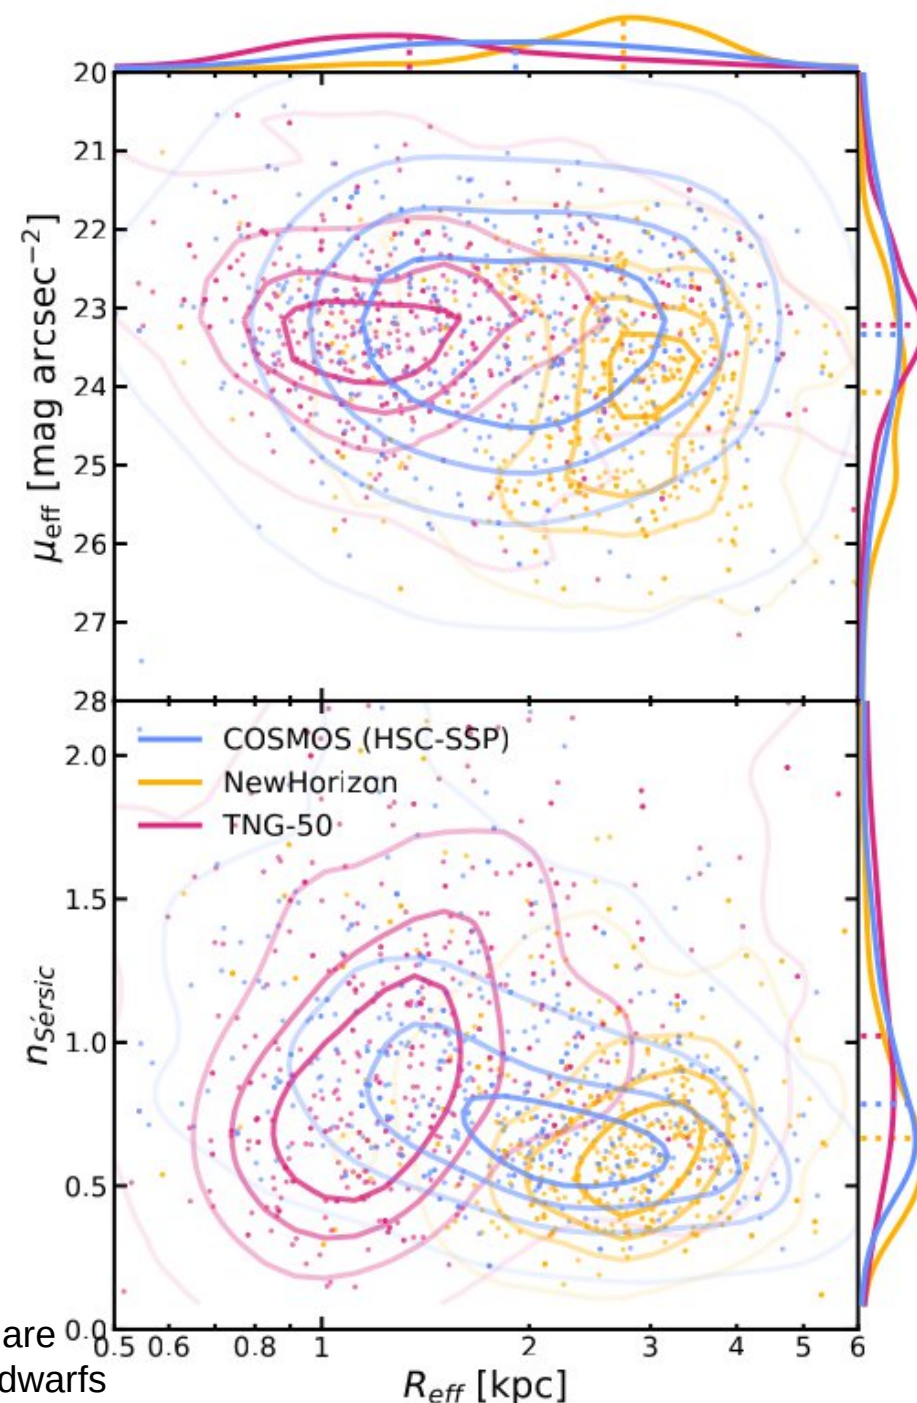 20
21
22
23
24
25
26
27
28
μeff [mag arcsec−2]
COSMOS (HSC-SSP)
NewHorizon
TNG-50
2.0
1.5
1.0
0.5
0.0
nSérsic
0.5 0.6 0.8 1 2 3 4 5 6
Reff [kpc]
are
dwarfs